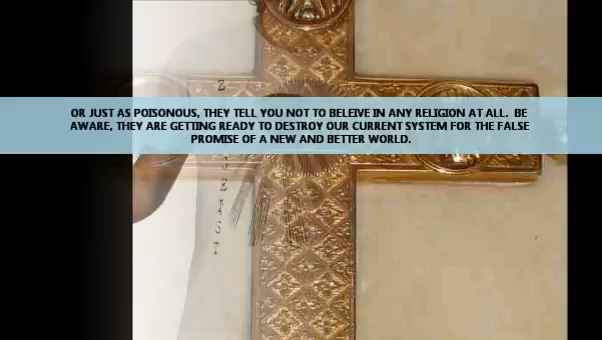 OR JUST AS POISONOUS, THEY TELL YOU NOT TO BELEIVE IN ANY RELIGION AT ALL. BE
AWARE, THEY ARE GETTING READY TO DESTROY OUR CURRENT SYSTEM FOR THE FALSE
PROMISE OF A NEW AND BETTER WORLD.